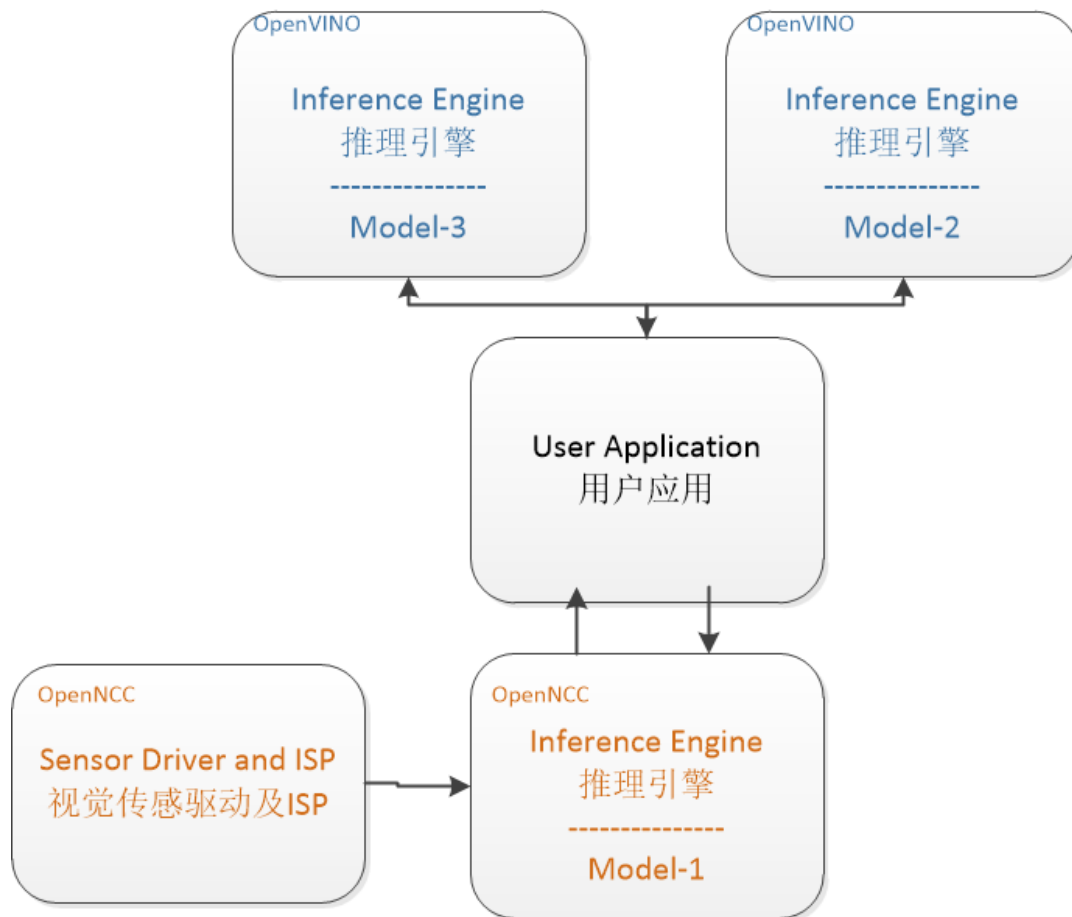 OpenVINO
Inference Engine
推理引擎
---------------
Model-3
OpenVINO
Inference Engine
推理引擎
---------------
Model-2
User Application
用户应用
OpenNCC
Sensor Driver and ISP
视觉传感驱动及ISP
OpenNCC
Inference Engine
推理引擎
---------------
Model-1